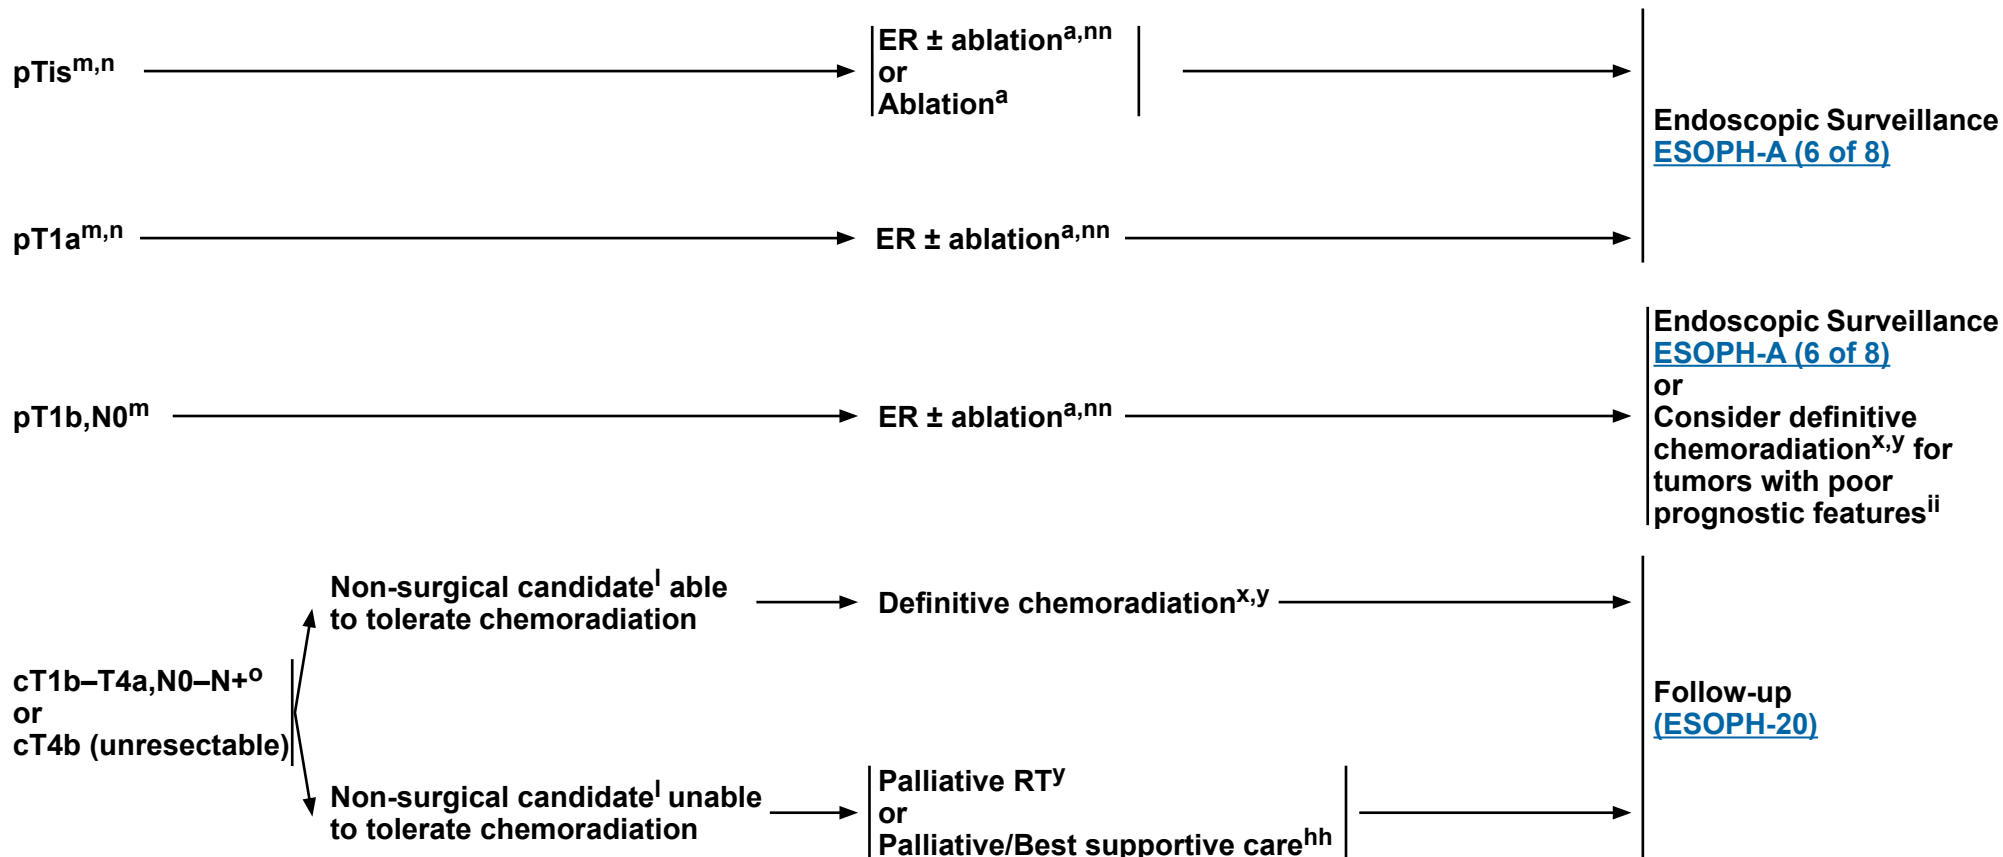 pTis^m,n
ER ± ablation^a,nn
or
Ablation^a
Endoscopic Surveillance
ESOPH-A (6 of 8)
pT1a^m,n
ER ± ablation^a,nn
pT1b,N0^m
ER ± ablation^a,nn
Endoscopic Surveillance
ESOPH-A (6 of 8)
or
Consider definitive
chemoradiation^x,y for
tumors with poor
prognostic features^ii
cT1b–T4a,N0–N+^o
or
cT4b (unresectable)
Non-surgical candidate^l able
to tolerate chemoradiation
Definitive chemoradiation^x,y
Non-surgical candidate^l unable
to tolerate chemoradiation
Palliative RT^y
or
Palliative/Best supportive care^hh
Follow-up
(ESOPH-20)